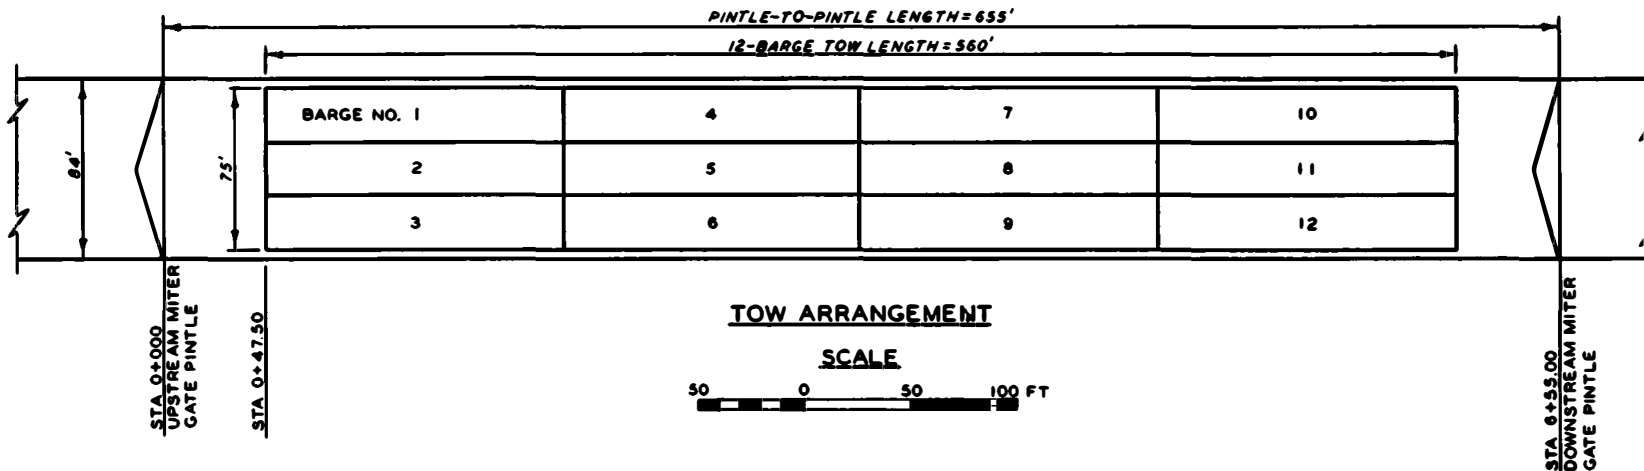 PINTLE-TO-PINTLE LENGTH = 655'
12-BARGE TOW LENGTH = 560'
84'
75'
BARGE NO. 1
4
7
10
2
5
8
11
3
6
9
12
STA 0+000
UPSTREAM MITER
GATE PINTLE
STA 0+47.50
TOW ARRANGEMENT
SCALE
50 0 50 100 FT
STA 6+55.00
DOWNSTREAM MITER
GATE PINTLE